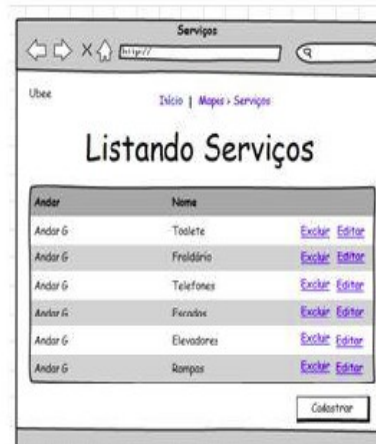 Serviços
http://
Ubee
Início | Mapas > Serviços
Listando Serviços
Andar Nome
Andar G Toalete Excluir Editar
Andar G Fraldário Excluir Editar
Andar G Telefones Excluir Editar
Andar G Escadas Excluir Editar
Andar G Elevadores Excluir Editar
Andar G Rampas Excluir Editar
Cadastrar